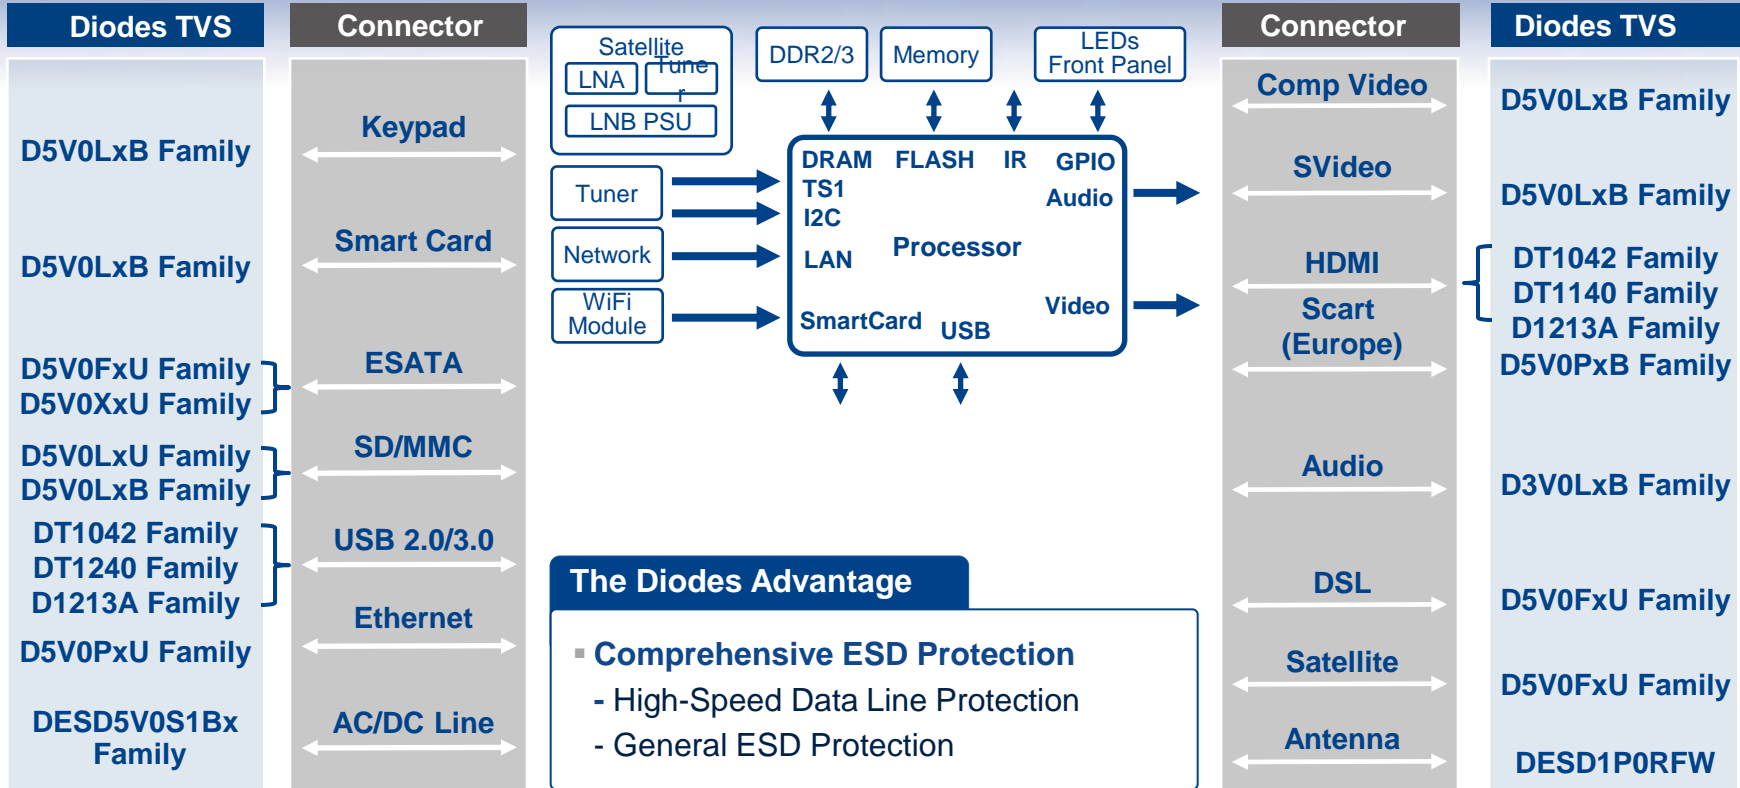 Diodes TVS
D5V0LxB Family
D5V0LxB Family
D5V0FxU Family
D5V0XxU Family
D5V0LxU Family
D5V0LxB Family
DT1042 Family
DT1240 Family
D1213A Family
D5V0PxU Family
DESD5V0S1Bx
Family
Connector
Keypad
Smart Card
ESATA
SD/MMC
USB 2.0/3.0
Ethernet
AC/DC Line
Satellite
LNA
Tune
r
LNB PSU
DDR2/3
Memory
LEDs
Front Panel
Tuner
Network
WiFi
Module
DRAM
FLASH
IR
GPIO
TS1
I2C
Audio
LAN
Processor
Video
SmartCard
USB
The Diodes Advantage
▪ Comprehensive ESD Protection
- High-Speed Data Line Protection
- General ESD Protection
Connector
Comp Video
SVideo
HDMI
Scart
(Europe)
Audio
DSL
Satellite
Antenna
Diodes TVS
D5V0LxB Family
D5V0LxB Family
DT1042 Family
DT1140 Family
D1213A Family
D5V0PxB Family
D3V0LxB Family
D5V0FxU Family
D5V0FxU Family
DESD1P0RFW